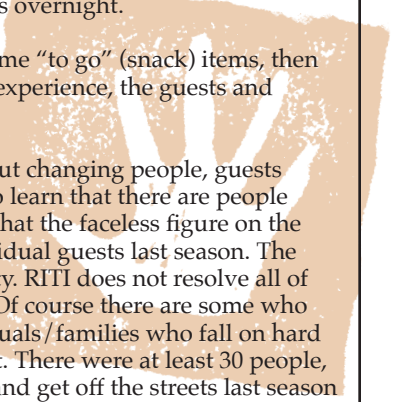 s overnight.
me “to go” (snack) items, then
experience, the guests and
ut changing people, guests
o learn that there are people
hat the faceless figure on the
idual guests last season. The
y. RITI does not resolve all of
Of course there are some who
uals/families who fall on hard
t. There were at least 30 people,
nd get off the streets last season